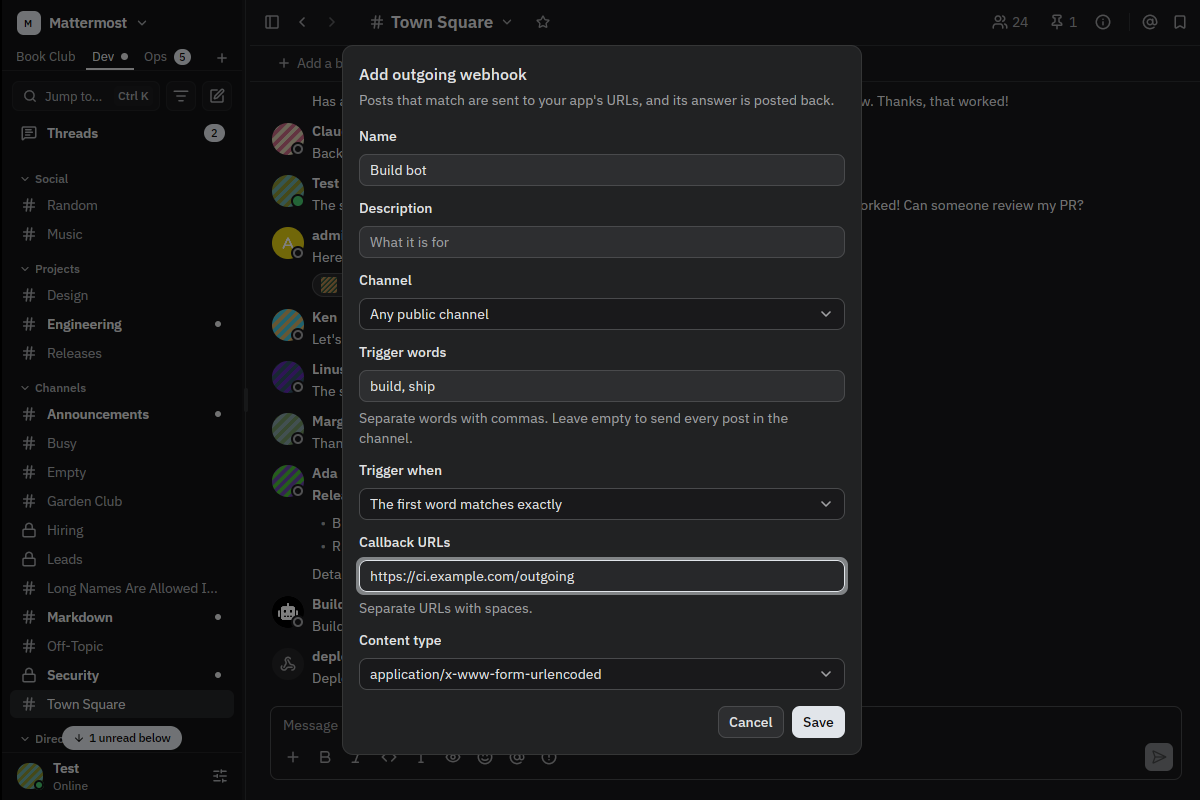 M Mattermost
Book Club Dev Ops 5
Jump to... Ctrl K
Threads 2
Social
Random
Music
Projects
Design
Engineering
Releases
Channels
Announcements
Busy
Empty
Garden Club
Hiring
Leads
Long Names Are Allowed I...
Markdown
Off-Topic
Security
Town Square
1 unread below
Test
Online
Town Square
24
1
Add a
Has
w. Thanks, that worked!
Back
Test
The
orked! Can someone review my PR?
A
Here
Ken
Let's
The
Ada
B
R
Message
Add outgoing webhook
Posts that match are sent to your app's URLs, and its answer is posted back.
Name
Build bot
Description
What it is for
Channel
Any public channel
Trigger words
build, ship
Separate words with commas. Leave empty to send every post in the
channel.
Trigger when
The first word matches exactly
Callback URLs
https://ci.example.com/outgoing
Separate URLs with spaces.
Content type
application/x-www-form-urlencoded
Cancel Save